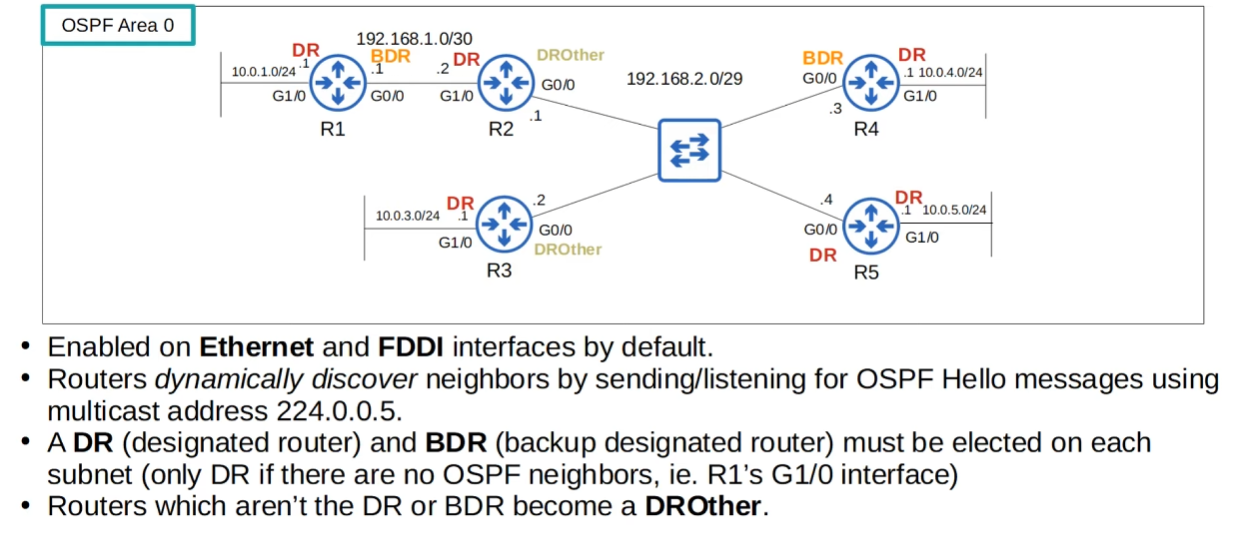 OSPF Area 0
192.168.1.0/30
DR
BDR
DR
DROther
BDR
DR
10.0.1.0/24 .1
.1
.2
G0/0
192.168.2.0/29
G0/0
.1 10.0.4.0/24
G1/0
G0/0
G1/0
G1/0
R1
R2
.1
.3
R4
DR
.2
.4
DR
10.0.3.0/24 .1
.1 10.0.5.0/24
G1/0
G0/0
G0/0
G1/0
DROther
DR
R3
R5
• Enabled on Ethernet and FDDI interfaces by default.
• Routers dynamically discover neighbors by sending/listening for OSPF Hello messages using
multicast address 224.0.0.5.
• A DR (designated router) and BDR (backup designated router) must be elected on each
subnet (only DR if there are no OSPF neighbors, ie. R1's G1/0 interface)
• Routers which aren't the DR or BDR become a DROther.